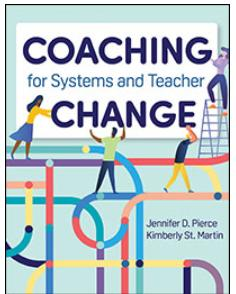 COACHING
for Systems and Teacher
CHANGE
Jennifer D. Pierce
Kimberly St. Martin